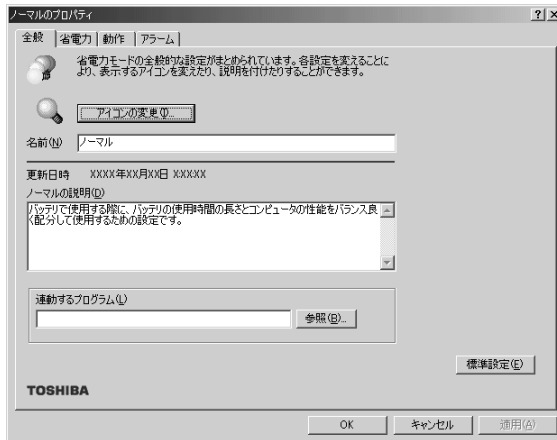 ノーマルのプロパティ
全般 省電力 動作 アラーム
省電力モードの全般的な設定がまとめられています。各設定を変えることに
より、表示するアイコンを変えたり、説明を付けたりすることができます。
アイコンの変更(I)...
名前(N) ノーマル
更新日時 XXXX年XX月XX日 X:XX:XX
ノーマルの説明(D)
バッテリで使用する際に、バッテリの使用時間の長さとコンピュータの性能をバランス良
く配分して使用するための設定です。
連動するプログラム(L)
参照(B)...
標準設定(E)
TOSHIBA
OK キャンセル 適用(A)